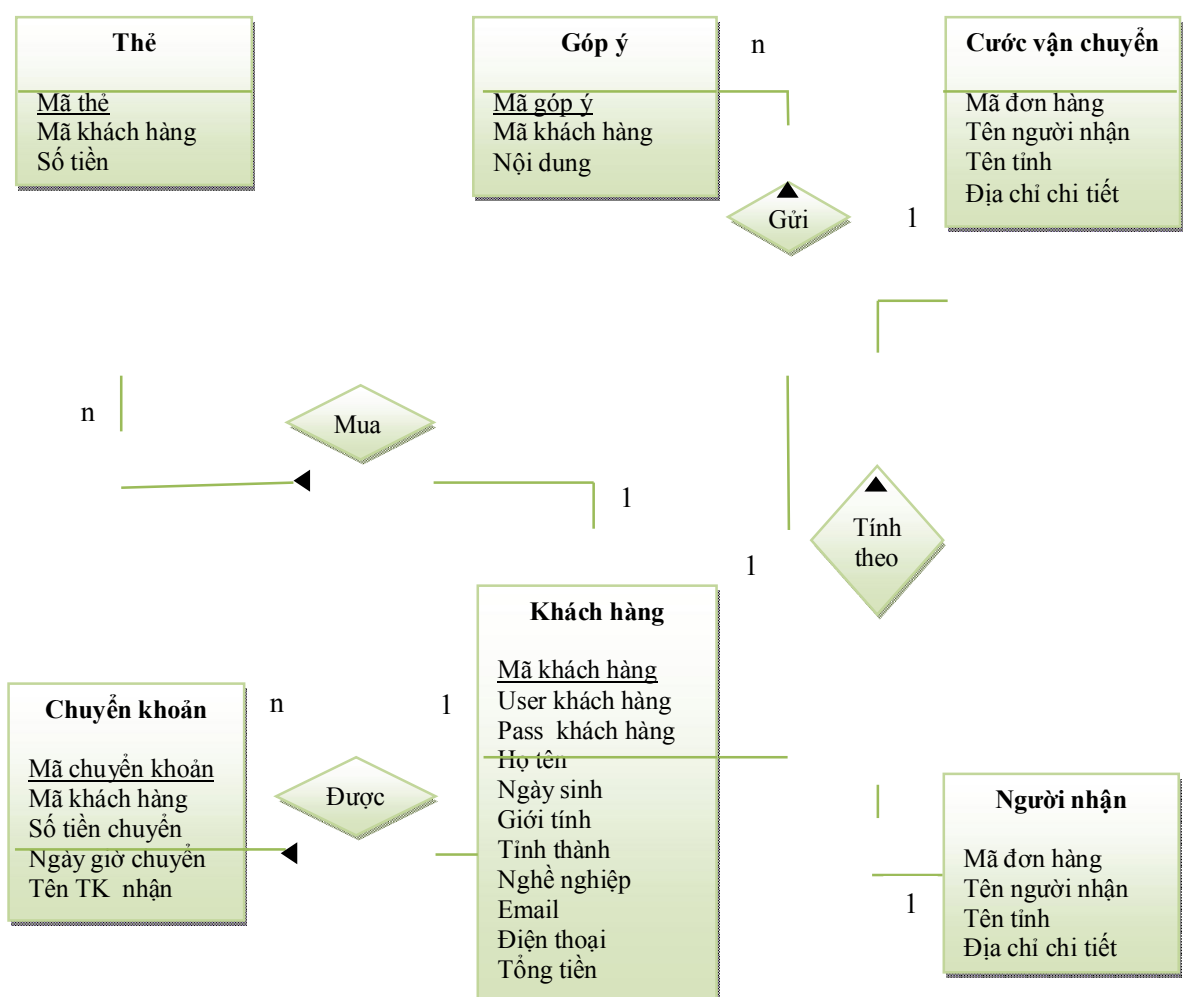 Thẻ
Mã thẻ
Mã khách hàng
Số tiền
Góp ý
Mã góp ý
Mã khách hàng
Nội dung
n
Cước vận chuyển
Mã đơn hàng
Tên người nhận
Tên tỉnh
Địa chỉ chi tiết
Gửi
1
n
Mua
1
Tính
theo
1
Khách hàng
Mã khách hàng
User khách hàng
Pass khách hàng
Họ tên
Ngày sinh
Giới tính
Tỉnh thành
Nghề nghiệp
Email
Điện thoại
Tổng tiền
Chuyển khoản
Mã chuyển khoản
Mã khách hàng
Số tiền chuyển
Ngày giờ chuyển
Tên TK nhận
n
1
Được
Người nhận
Mã đơn hàng
Tên người nhận
Tên tỉnh
Địa chỉ chi tiết
1